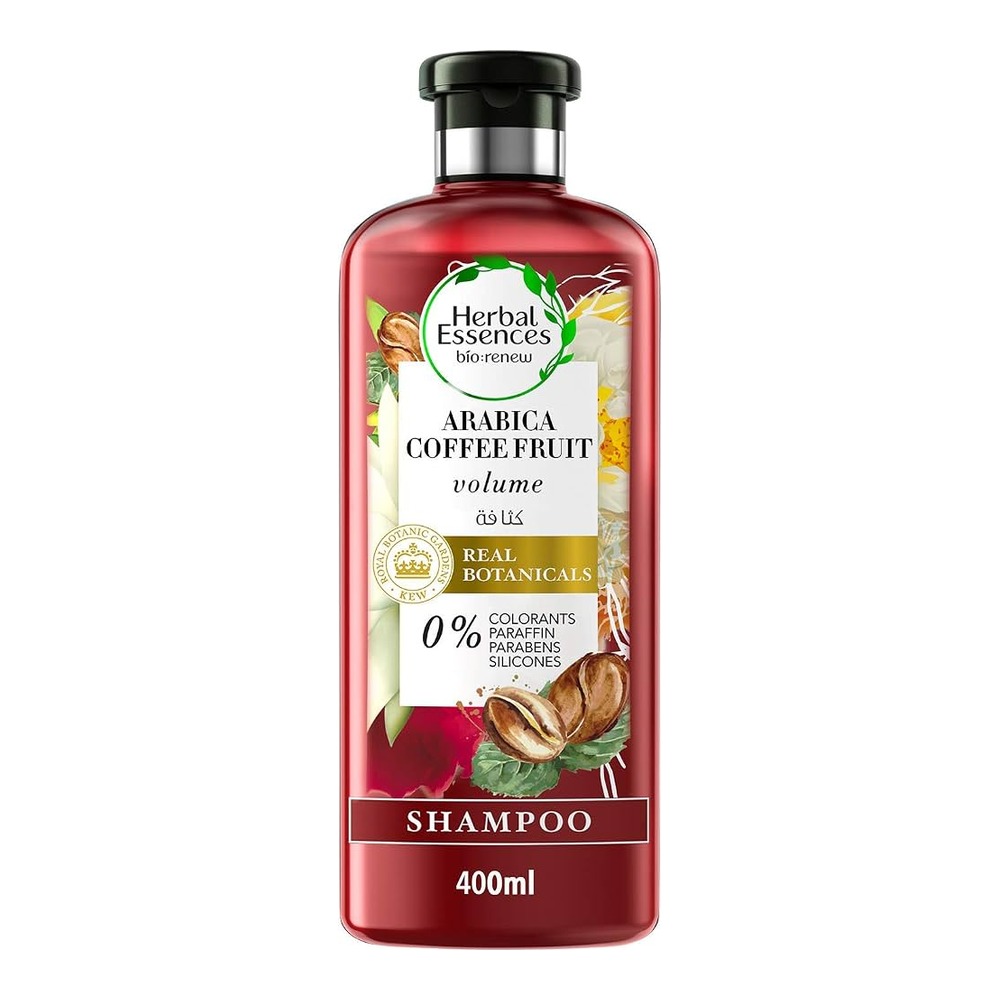 Herbal
Essences
bío:renew
ARABICA
COFFEE FRUIT
volume
كثافة
ROYAL BOTANIC GARDENS
• KEW •
REAL
BOTANICALS
0%
COLORANTS
PARAFFIN
PARABENS
SILICONES
SHAMPOO
400ml